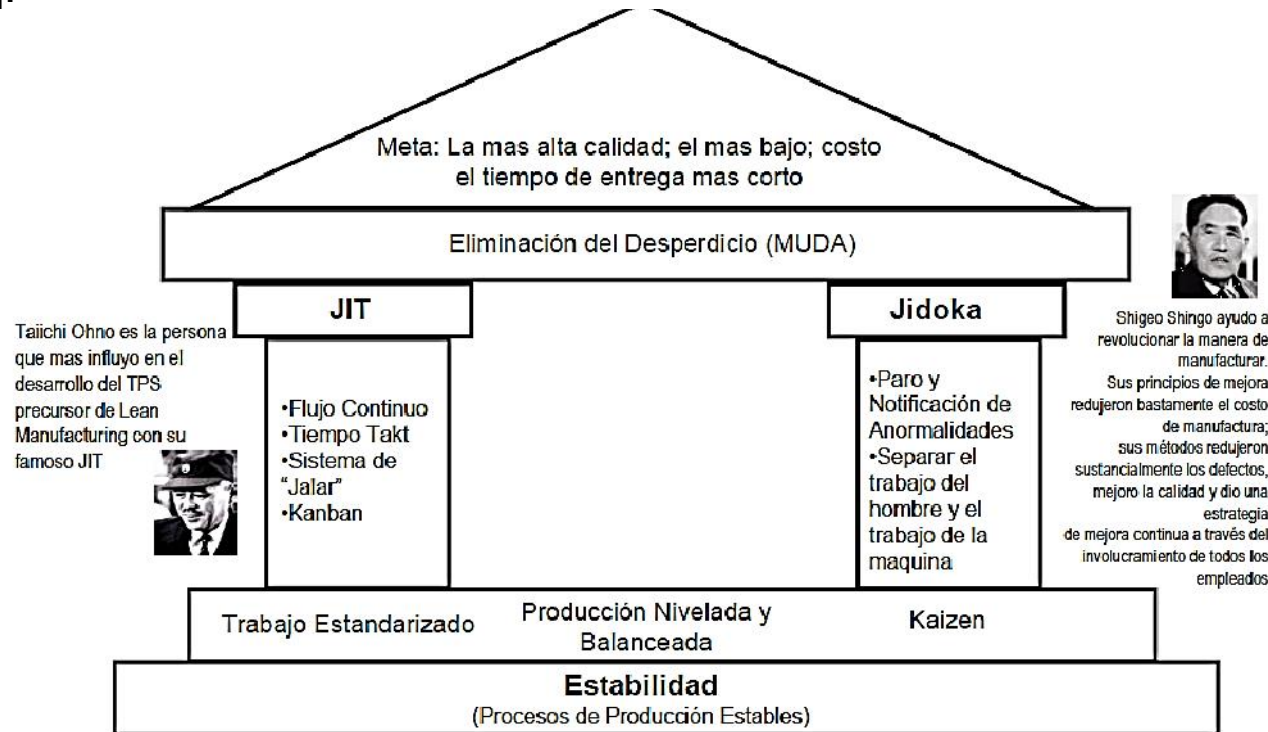 Meta: La mas alta calidad; el mas bajo; costo
el tiempo de entrega mas corto
Eliminación del Desperdicio (MUDA)
JIT
Jidoka
Taiichi Ohno es la persona
que mas influyo en el
desarrollo del TPS
precursor de Lean
Manufacturing con su
famoso JIT
•Flujo Continuo
•Tiempo Takt
•Sistema de
“Jalar”
•Kanban
•Paro y
Notificación de
Anormalidades
•Separar el
trabajo del
hombre y el
trabajo de la
maquina
Shigeo Shingo ayudo a
revolucionar la manera de
manufacturar.
Sus principios de mejora
redujeron bastamente el costo
de manufactura;
sus métodos redujeron
sustancialmente los defectos,
mejoro la calidad y dio una
estrategia
de mejora continua a través del
involucramiento de todos los
empleados
Trabajo Estandarizado
Producción Nivelada y
Balanceada
Kaizen
Estabilidad
(Procesos de Producción Estables)